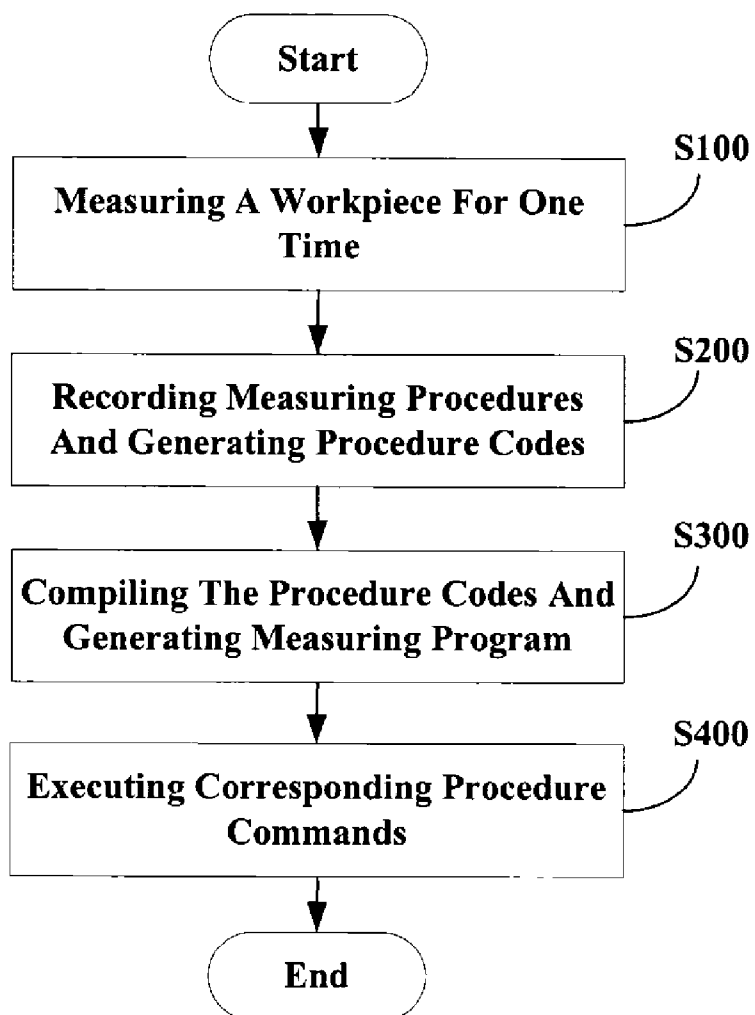 Start
S100
Measuring A Workpiece For One
Time
S200
Recording Measuring Procedures
And Generating Procedure Codes
S300
Compiling The Procedure Codes And
Generating Measuring Program
S400
Executing Corresponding Procedure
Commands
End